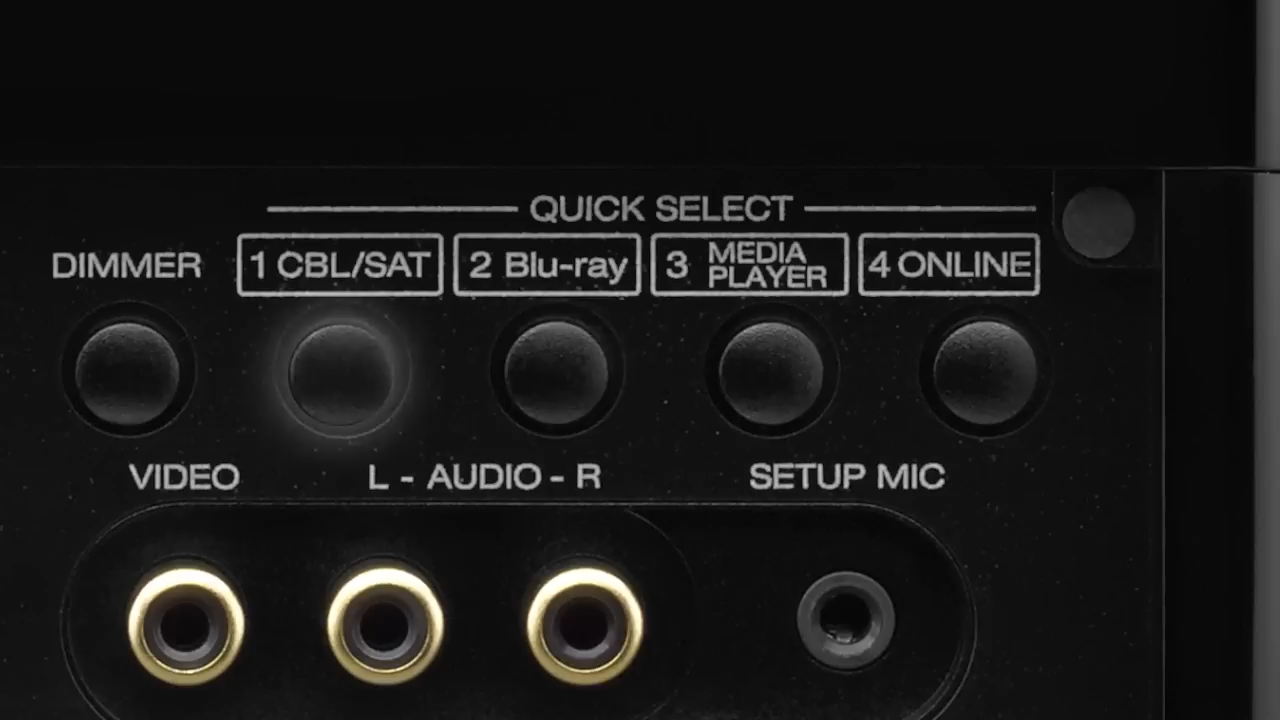 QUICK SELECT
DIMMER 1 CBL/SAT 2 Blu-ray 3 MEDIA PLAYER 4 ONLINE
VIDEO L - AUDIO - R SETUP MIC